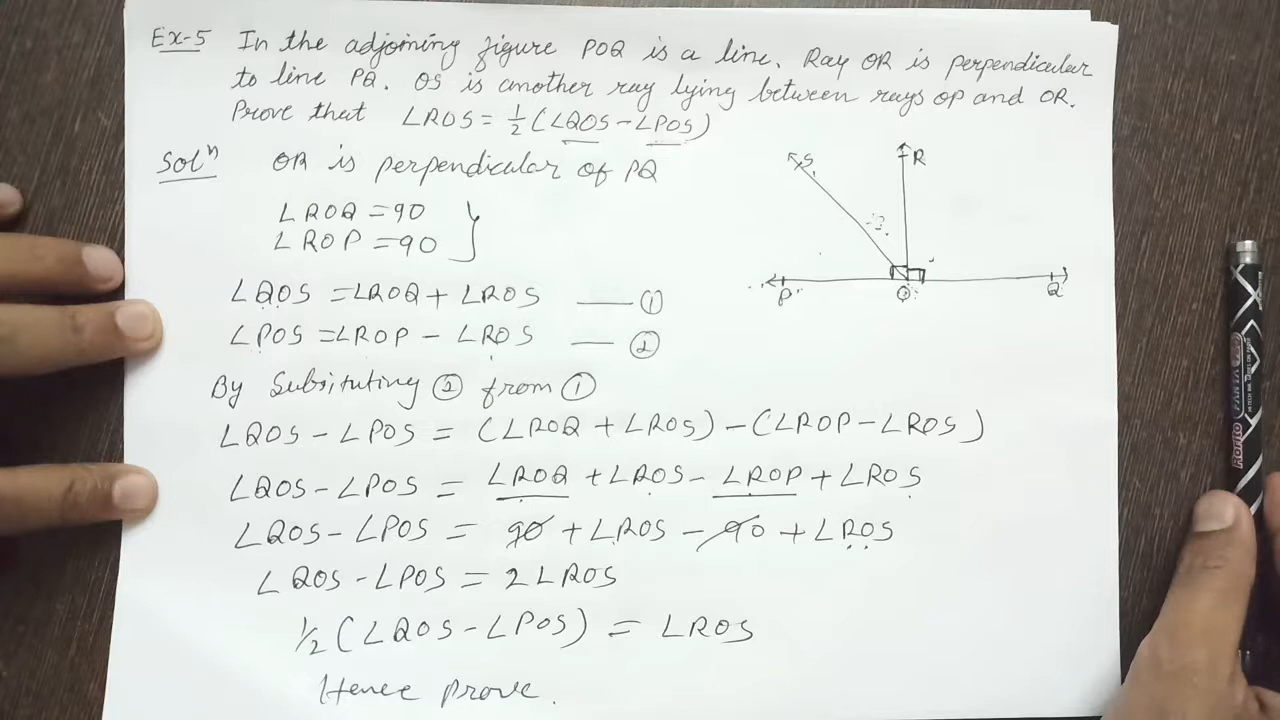 Ex-5 In the adjoining figure POQ is a line. Ray OR is perpendicular
to line PQ. OS is another ray lying between rays OP and OR.
Prove that ∠ROS = 1/2 (∠QOS - ∠POS)
Solⁿ OR is perpendicular of PQ
∠ROQ = 90
∠ROP = 90
∠QOS = ∠ROQ + ∠ROS — ①
∠POS = ∠ROP - ∠ROS — ②
By Subsituting ② from ①
∠QOS - ∠POS = (∠ROQ + ∠ROS) - (∠ROP - ∠ROS)
∠QOS - ∠POS = ∠ROQ + ∠ROS - ∠ROP + ∠ROS
∠QOS - ∠POS = 90 + ∠ROS - 90 + ∠ROS
∠QOS - ∠POS = 2∠ROS
1/2 (∠QOS - ∠POS) = ∠ROS
Hence prove.
S
R
P
O
Q
Rorito